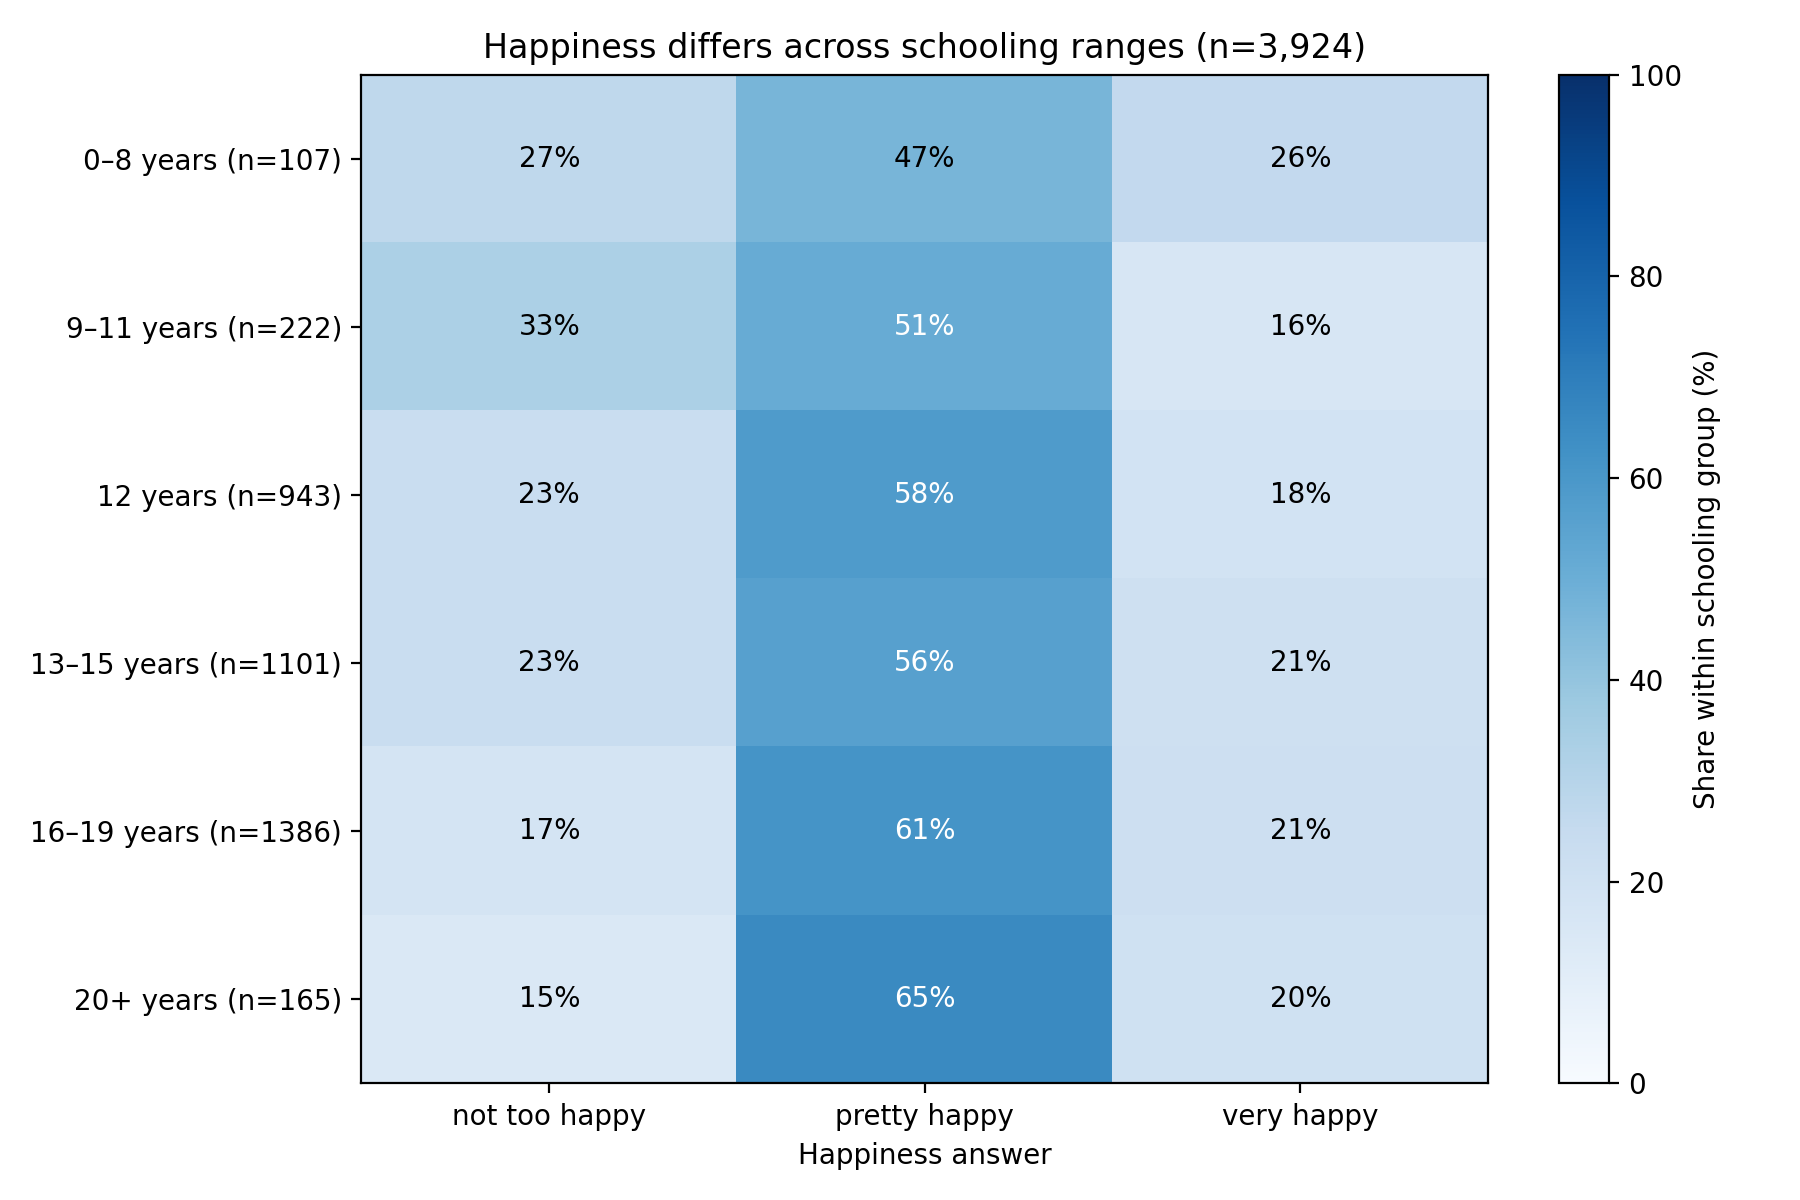 Happiness differs across schooling ranges (n=3,924)
0–8 years (n=107) 27% 47% 26%
9–11 years (n=222) 33% 51% 16%
12 years (n=943) 23% 58% 18%
13–15 years (n=1101) 23% 56% 21%
16–19 years (n=1386) 17% 61% 21%
20+ years (n=165) 15% 65% 20%
not too happy pretty happy very happy
Happiness answer
100
80
60
40
20
0
Share within schooling group (%)